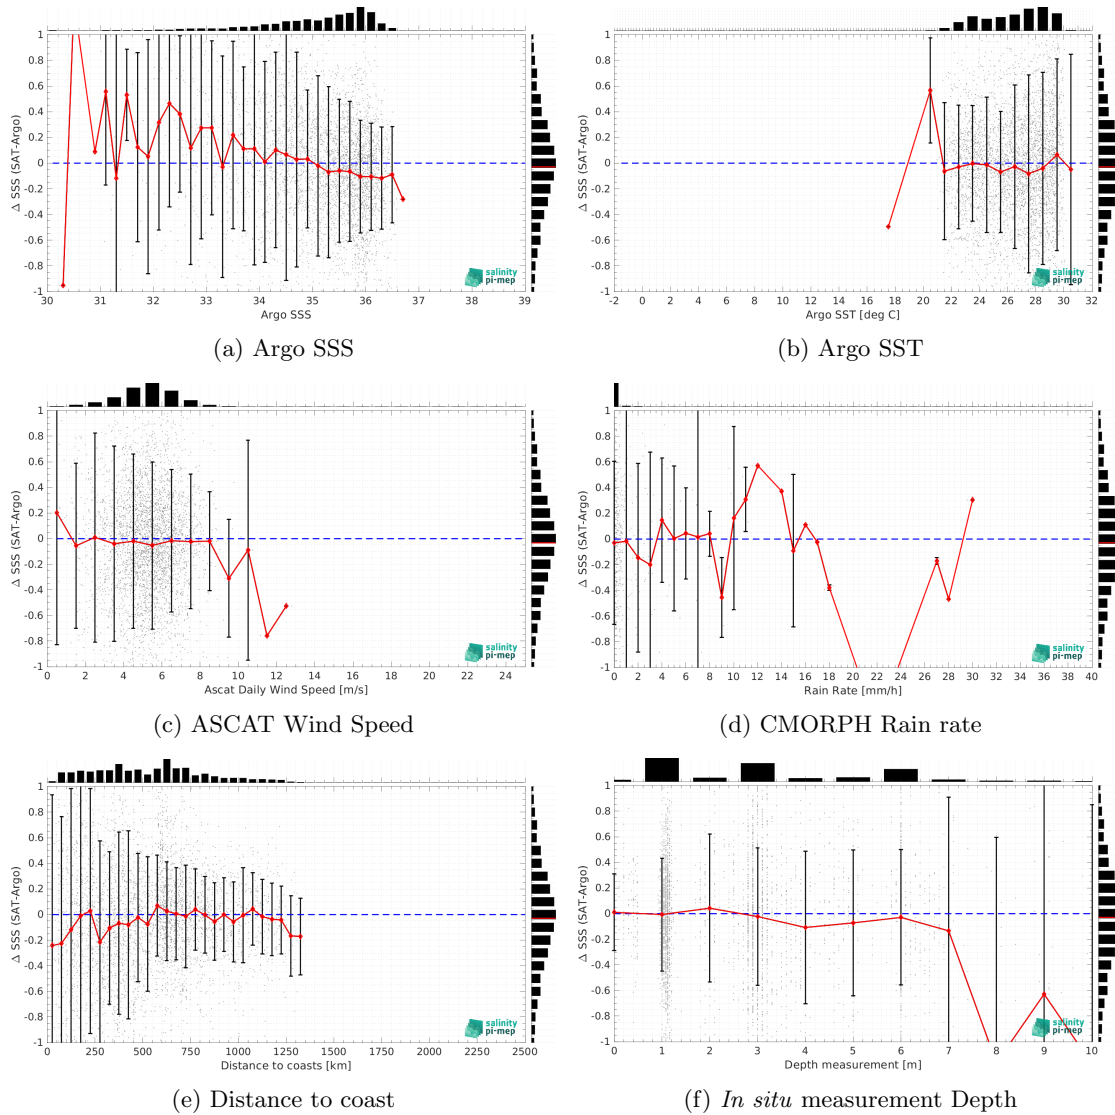 1
0.8
0.6
0.4
0.2
0
-0.2
-0.4
-0.6
-0.8
-1
Δ SSS (SAT-Argo)
30 31 32 33 34 35 36 37 38 39
Argo SSS
salinity
pi-mep
(a) Argo SSS
1
0.8
0.6
0.4
0.2
0
-0.2
-0.4
-0.6
-0.8
-1
Δ SSS (SAT-Argo)
-2 0 2 4 6 8 10 12 14 16 18 20 22 24 26 28 30 32
Argo SST [deg C]
salinity
pi-mep
(b) Argo SST
1
0.8
0.6
0.4
0.2
0
-0.2
-0.4
-0.6
-0.8
-1
Δ SSS (SAT-Argo)
0 2 4 6 8 10 12 14 16 18 20 22 24
Ascat Daily Wind Speed [m/s]
salinity
pi-mep
(c) ASCAT Wind Speed
1
0.8
0.6
0.4
0.2
0
-0.2
-0.4
-0.6
-0.8
-1
Δ SSS (SAT-Argo)
0 2 4 6 8 10 12 14 16 18 20 22 24 26 28 30 32 34 36 38 40
Rain Rate [mm/h]
salinity
pi-mep
(d) CMORPH Rain rate
1
0.8
0.6
0.4
0.2
0
-0.2
-0.4
-0.6
-0.8
-1
Δ SSS (SAT-Argo)
0 250 500 750 1000 1250 1500 1750 2000 2250 2500
Distance to coasts [km]
salinity
pi-mep
(e) Distance to coast
1
0.8
0.6
0.4
0.2
0
-0.2
-0.4
-0.6
-0.8
-1
Δ SSS (SAT-Argo)
0 1 2 3 4 5 6 7 8 9 10
Depth measurement [m]
salinity
pi-mep
(f) In situ measurement Depth